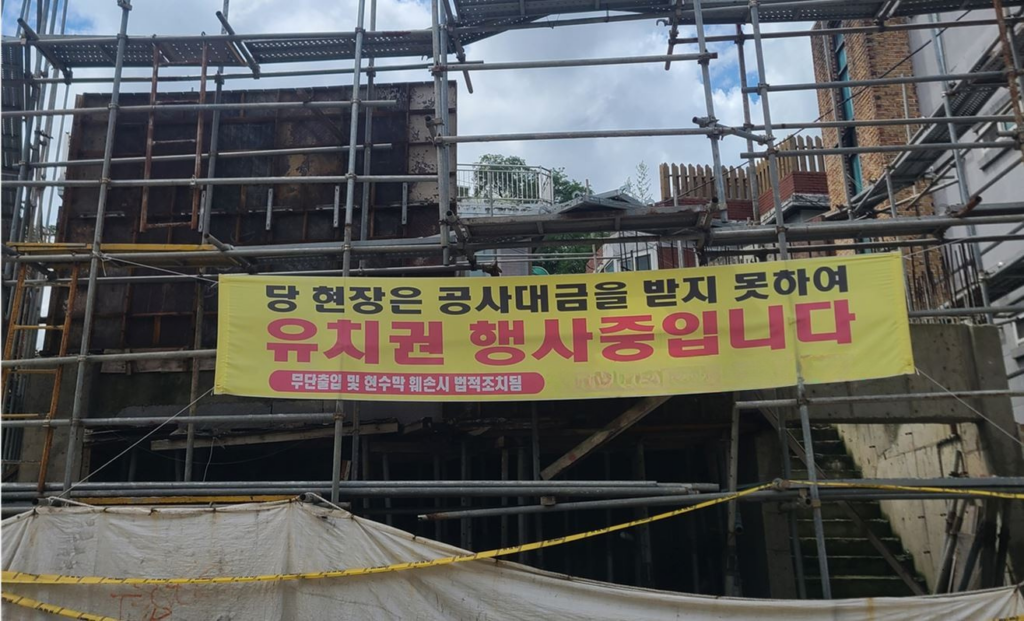 당 현장은 공사대금을 받지 못하여
유치권 행사중입니다
무단출입 및 현수막 훼손시 법적조치됨